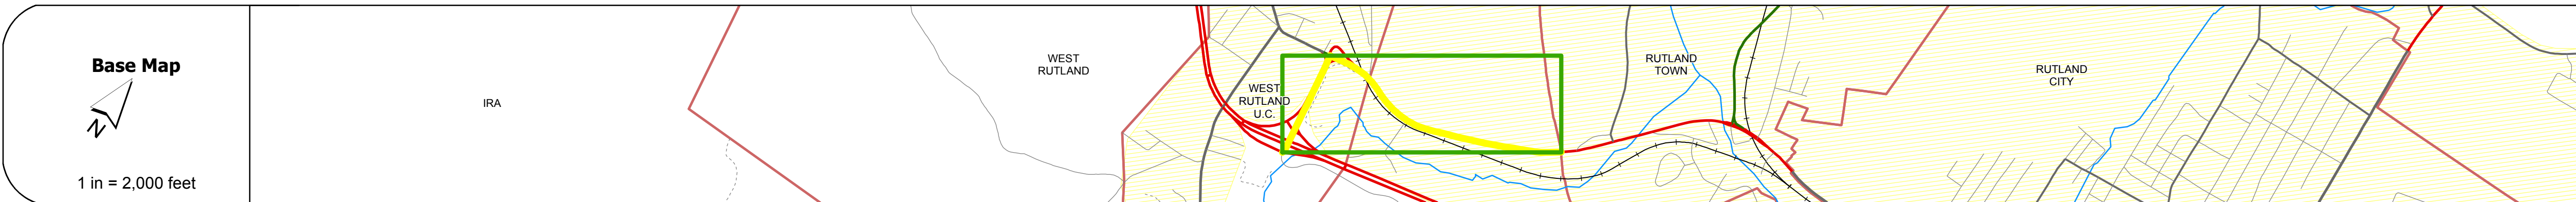 Base Map
N
1 in = 2,000 feet
IRA
WEST
RUTLAND
WEST
RUTLAND
U.C.
RUTLAND
TOWN
RUTLAND
CITY